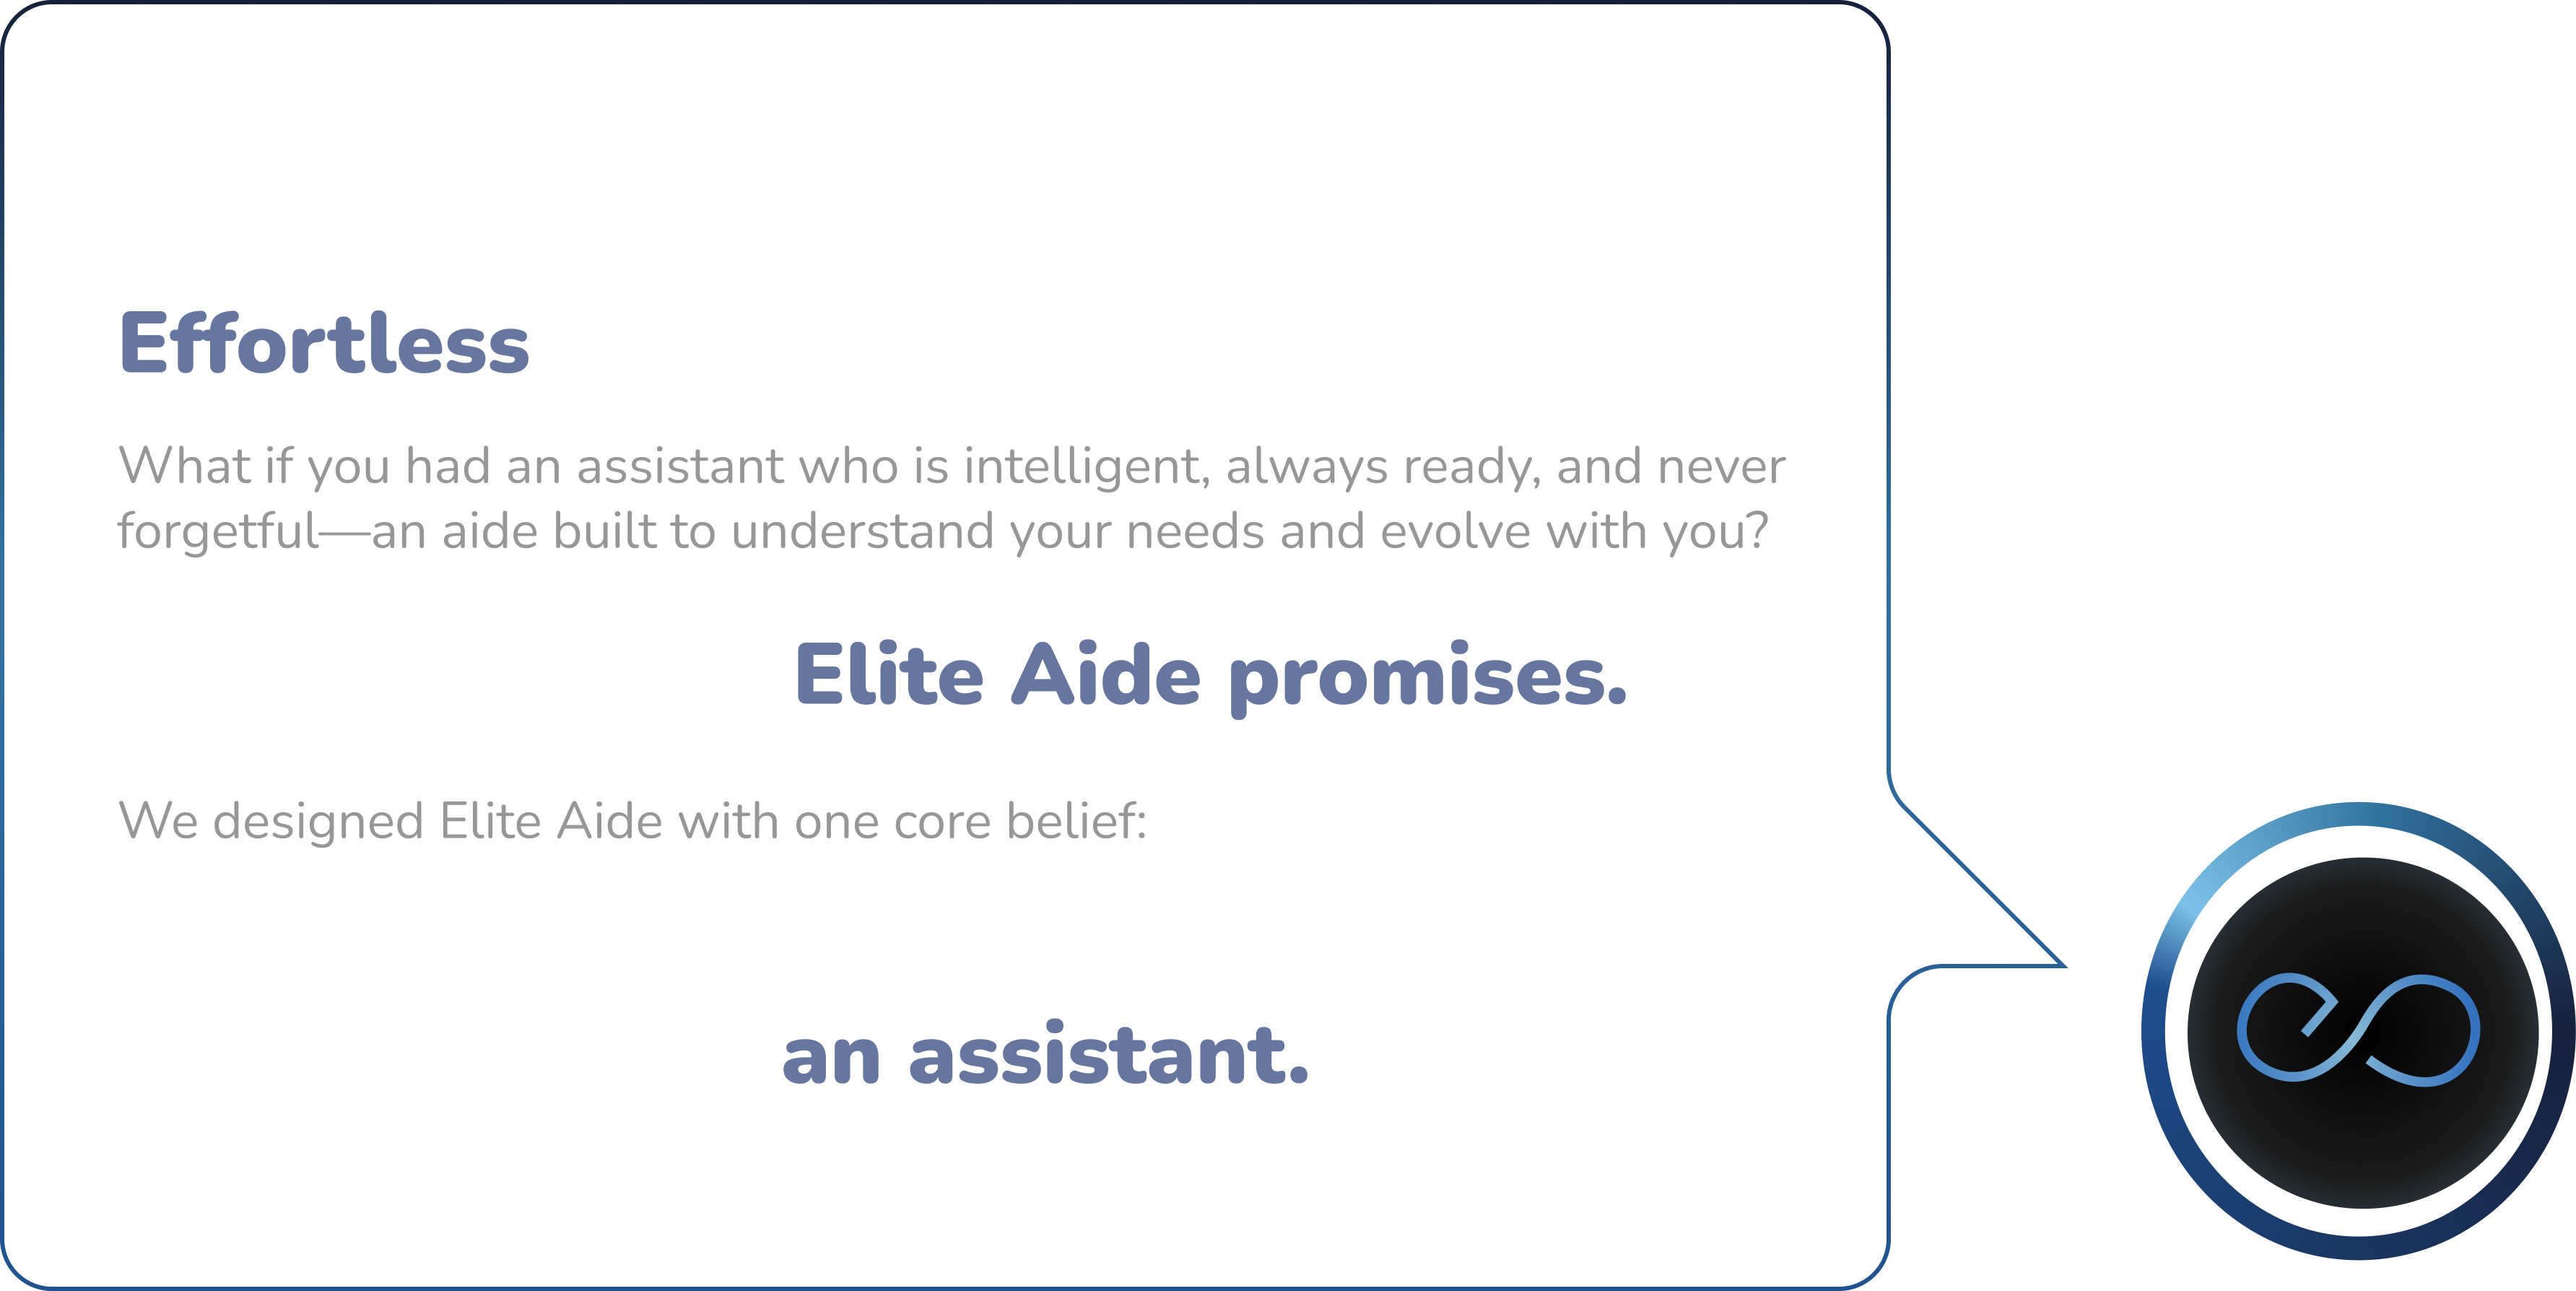 Effortless
What if you had an assistant who is intelligent, always ready, and never
forgetful—an aide built to understand your needs and evolve with you?
Elite Aide promises.
We designed Elite Aide with one core belief:
an assistant.